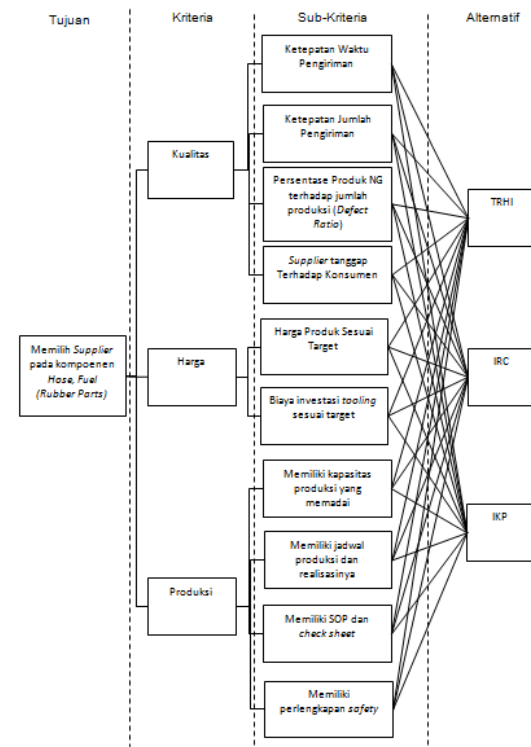 Tujuan
Kriteria
Sub-Kriteria
Alternatif
Memilih Supplier
pada kompoenen
Hose, Fuel
(Rubber Parts)
Kualitas
Harga
Produksi
Ketepatan Waktu
Pengiriman
Ketepatan Jumlah
Pengiriman
Persentase Produk NG
terhadap jumlah
produksi (Defect
Ratio)
Supplier tanggap
Terhadap Konsumen
Harga Produk Sesuai
Target
Biaya investasi tooling
sesuai target
Memiliki kapasitas
produksi yang
memadai
Memiliki jadwal
produksi dan
realisasinya
Memiliki SOP dan
check sheet
Memiliki
perlengkapan safety
TRHI
IRC
IKP